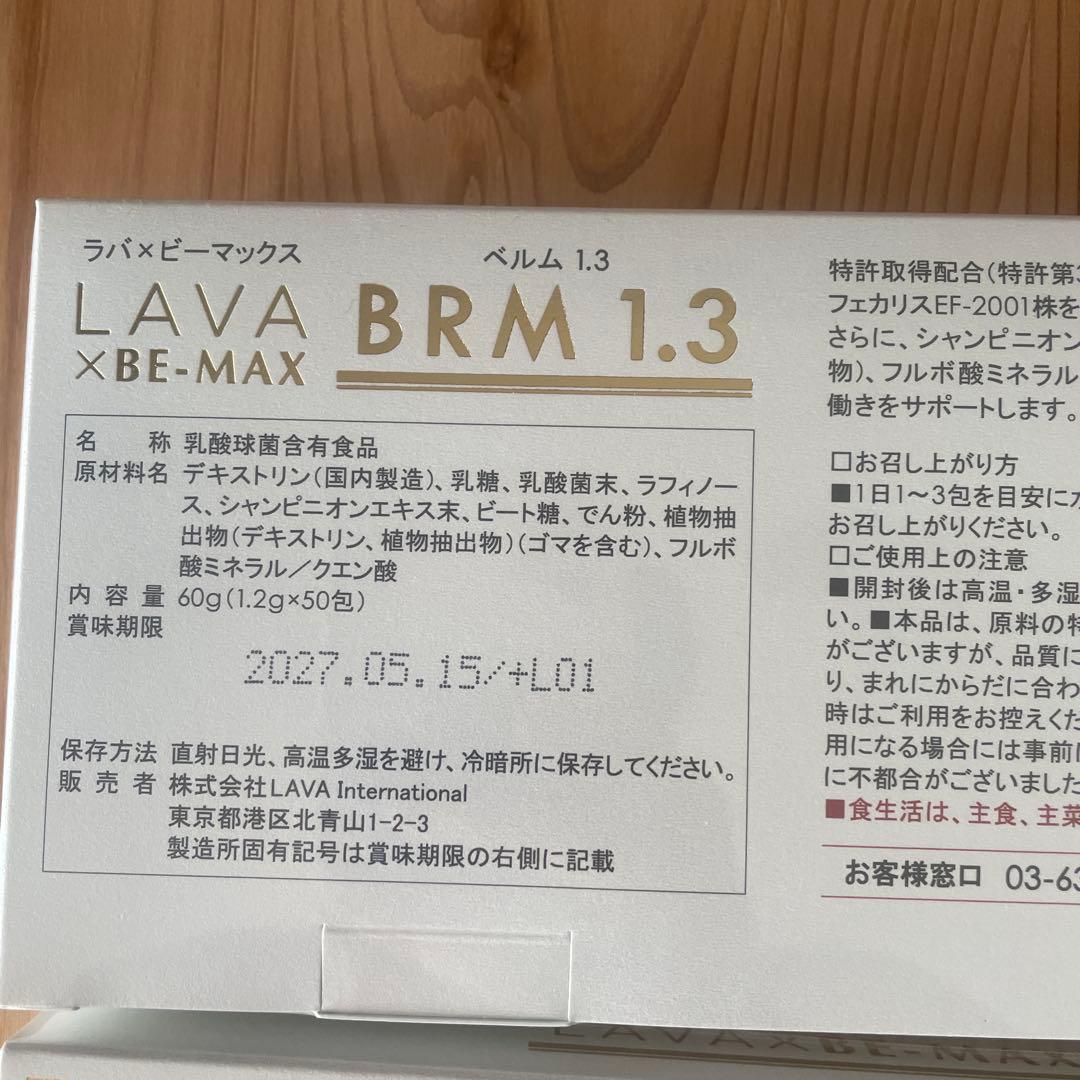 ラバ×ビーマックス
LAVA
×BE-MAX
ベルム 1.3
BRM 1.3
名　称 乳酸球菌含有食品
原材料名 デキストリン(国内製造)、乳糖、乳酸菌末、ラフィノー
ス、シャンピニオンエキス末、ビート糖、でん粉、植物抽
出物(デキストリン、植物抽出物)(ゴマを含む)、フルボ
酸ミネラル／クエン酸
内容量 60g(1.2g×50包)
賞味期限
2027.05.15/+L01
保存方法 直射日光、高温多湿を避け、冷暗所に保存してください。
販売者 株式会社LAVA International
東京都港区北青山1-2-3
製造所固有記号は賞味期限の右側に記載
特許取得配合(特許第3
フェカリスEF-2001株を
さらに、シャンピニオン
物)、フルボ酸ミネラル
働きをサポートします。
□お召し上がり方
■1日1〜3包を目安に
お召し上がりください。
□ご使用上の注意
■開封後は高温・多湿
い。■本品は、原料の特
がございますが、品質に
り、まれにからだに合わ
時はご利用をお控えくだ
用になる場合には事前に
に不都合がございました
■食生活は、主食、主菜
お客様窓口 03-63
LAVA×BE-MAX